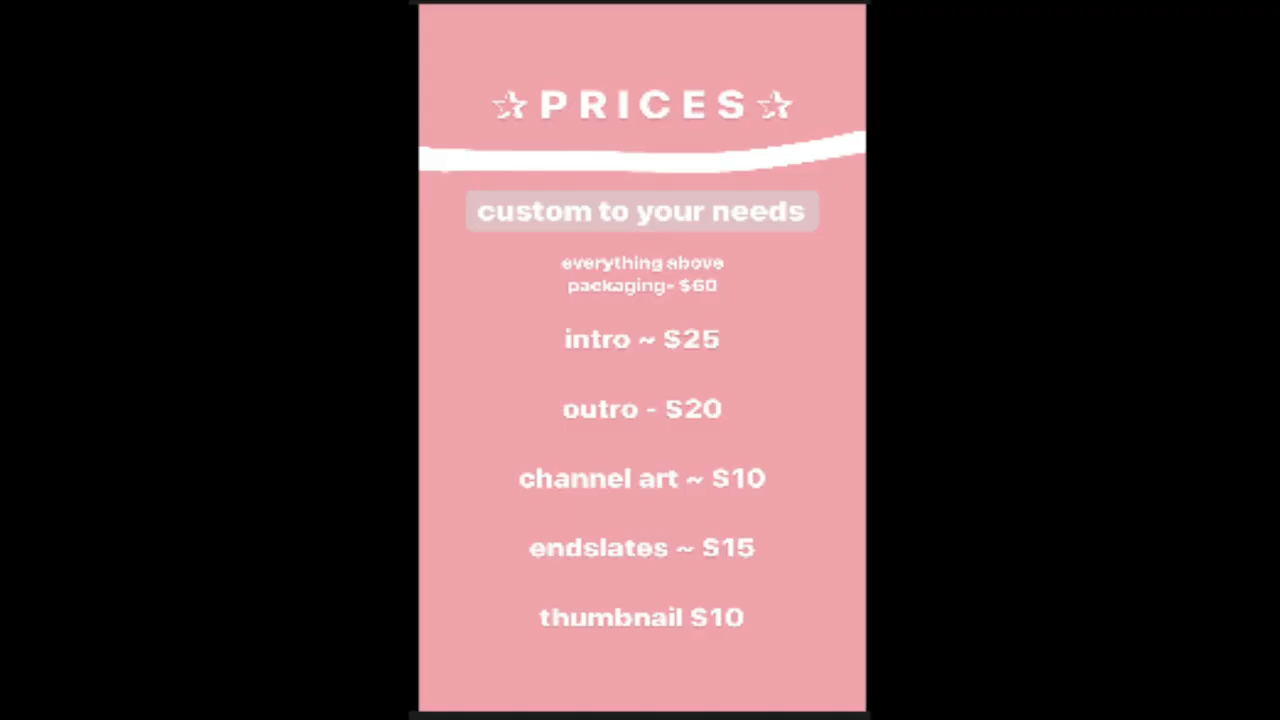 ☆PRICES☆
custom to your needs
everything above
packaging- $60
intro ~ $25
outro - $20
channel art ~ $10
endslates ~ $15
thumbnail $10